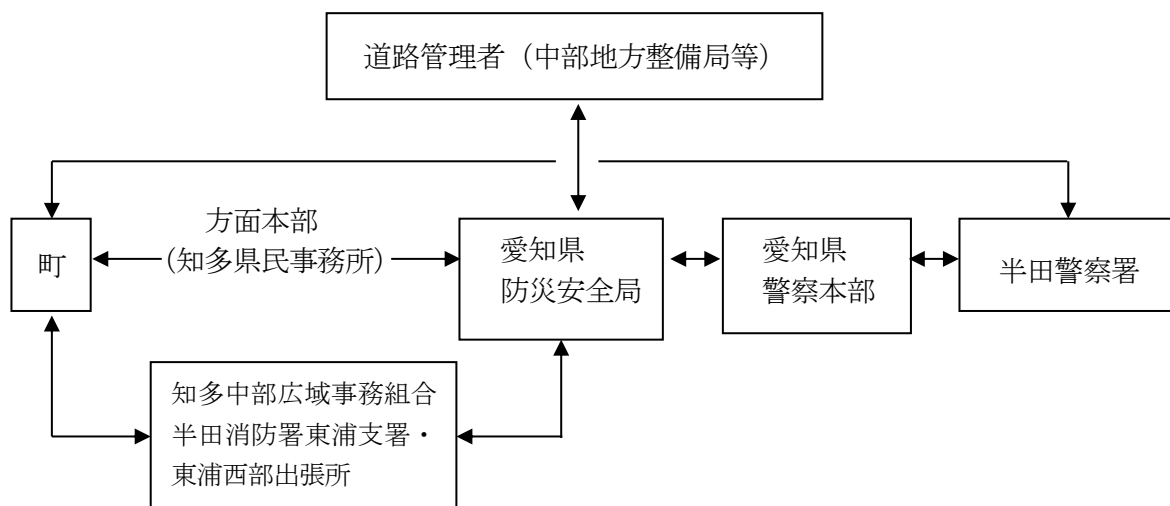 道路管理者（中部地方整備局等）
町
方面本部
(知多県民事務所)
愛知県
防災安全局
愛知県
警察本部
半田警察署
知多中部広域事務組合
半田消防署東浦支署・
東浦西部出張所